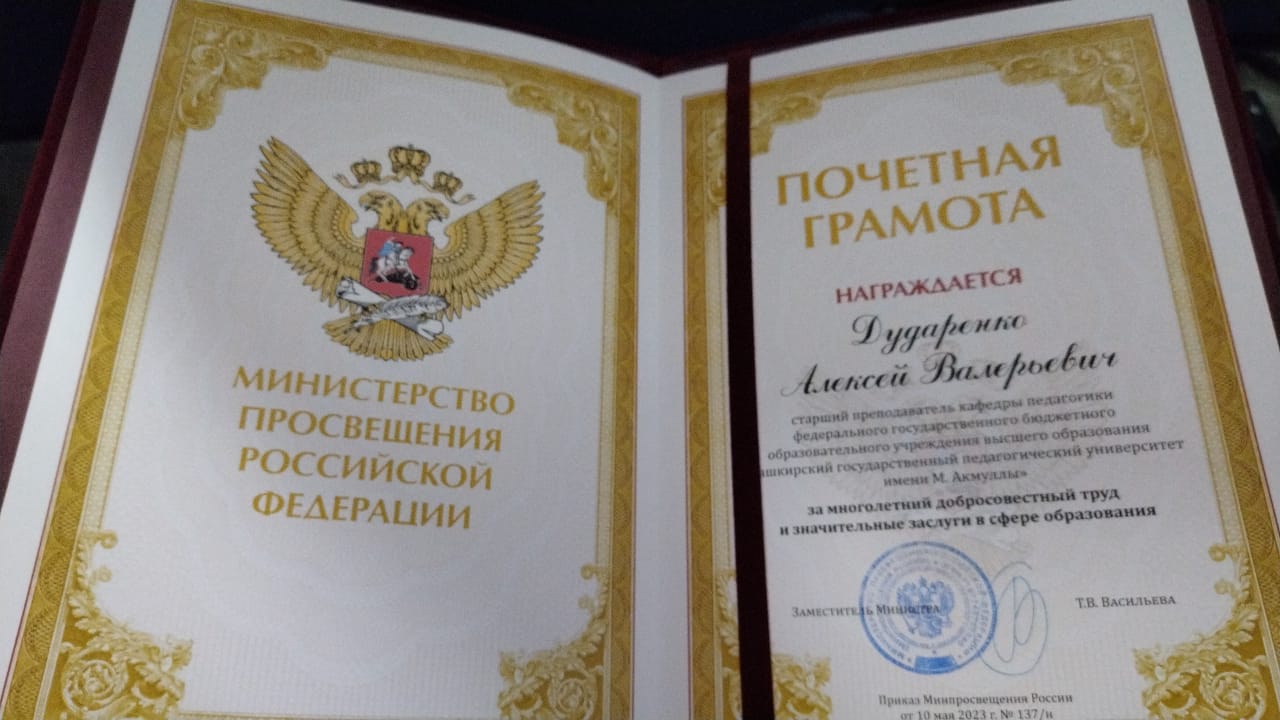 МИНИСТЕРСТВО
ПРОСВЕЩЕНИЯ
РОССИЙСКОЙ
ФЕДЕРАЦИИ
ПОЧЕТНАЯ
ГРАМОТА
НАГРАЖДАЕТСЯ
Дударенко
Алексей Валерьевич
старший преподаватель кафедры педагогики
федерального государственного бюджетного
образовательного учреждения высшего образования
ашкирский государственный педагогический университет
имени М. Акмуллы»
за многолетний добросовестный труд
и значительные заслуги в сфере образования
Заместитель Министра
Т.В. Васильева
Приказ Минпросвещения России
от 10 мая 2023 г. № 137/н